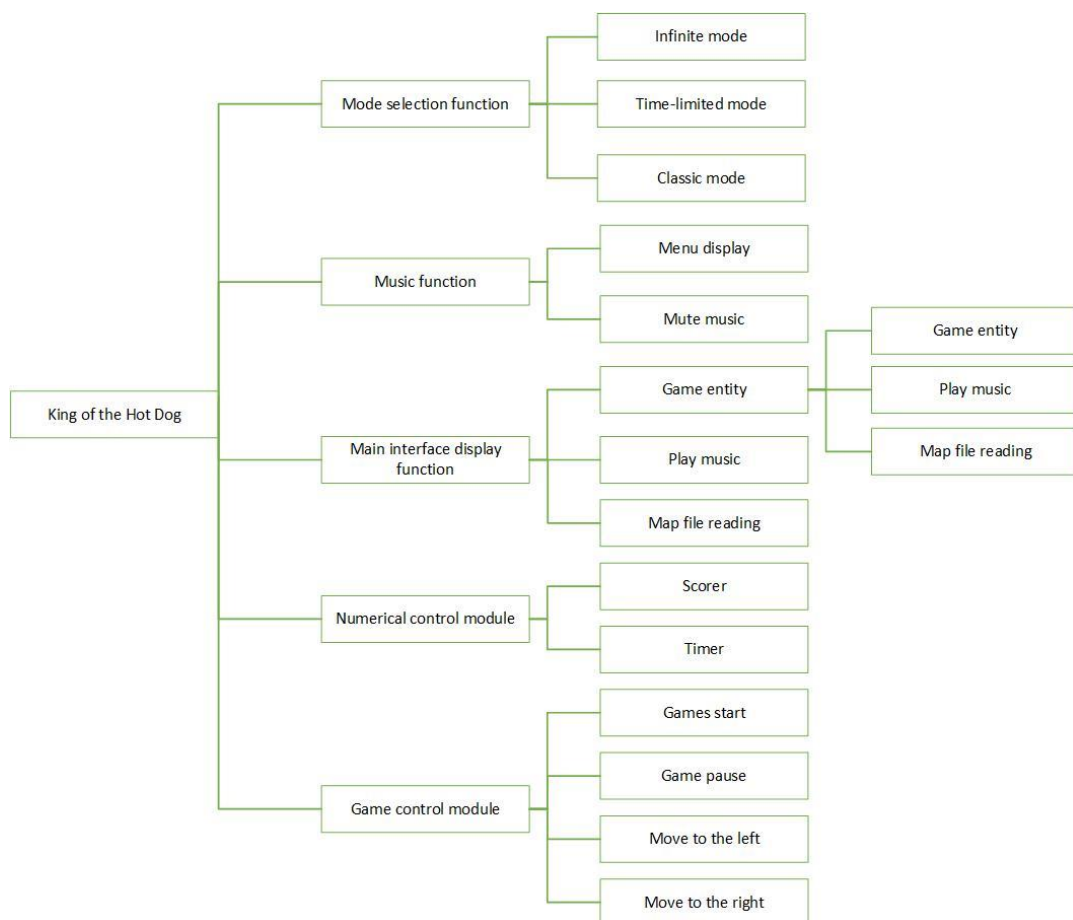 King of the Hot Dog
Mode selection function
Infinite mode
Time-limited mode
Classic mode
Music function
Menu display
Mute music
Main interface display
function
Game entity
Game entity
Play music
Map file reading
Play music
Map file reading
Numerical control module
Scorer
Timer
Game control module
Games start
Game pause
Move to the left
Move to the right